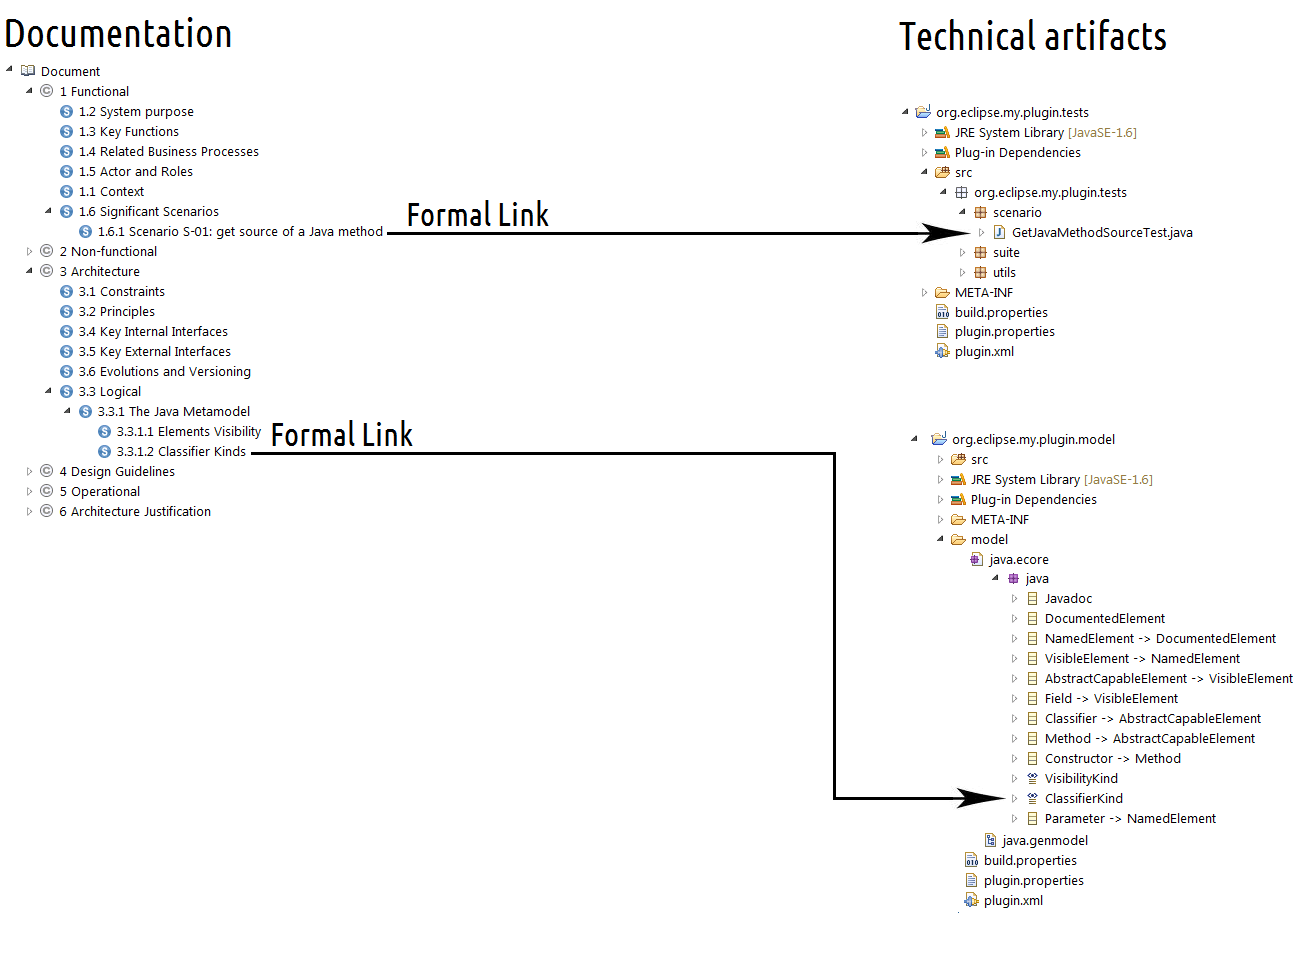 Documentation
Document
1 Functional
1.2 System purpose
1.3 Key Functions
1.4 Related Business Processes
1.5 Actor and Roles
1.1 Context
1.6 Significant Scenarios
1.6.1 Scenario S-01: get source of a Java method
2 Non-functional
3 Architecture
3.1 Constraints
3.2 Principles
3.4 Key Internal Interfaces
3.5 Key External Interfaces
3.6 Evolutions and Versioning
3.3 Logical
3.3.1 The Java Metamodel
3.3.1.1 Elements Visibility
3.3.1.2 Classifier Kinds
4 Design Guidelines
5 Operational
6 Architecture Justification
Formal Link
Formal Link
Technical artifacts
org.eclipse.my.plugin.tests
JRE System Library [JavaSE-1.6]
Plug-in Dependencies
src
org.eclipse.my.plugin.tests
scenario
GetJavaMethodSourceTest.java
suite
utils
META-INF
build.properties
plugin.properties
plugin.xml
org.eclipse.my.plugin.model
src
JRE System Library [JavaSE-1.6]
Plug-in Dependencies
META-INF
model
java.ecore
java
Javadoc
DocumentedElement
NamedElement -> DocumentedElement
VisibleElement -> NamedElement
AbstractCapableElement -> VisibleElement
Field -> VisibleElement
Classifier -> AbstractCapableElement
Method -> AbstractCapableElement
Constructor -> Method
VisibilityKind
ClassifierKind
Parameter -> NamedElement
java.genmodel
build.properties
plugin.properties
plugin.xml